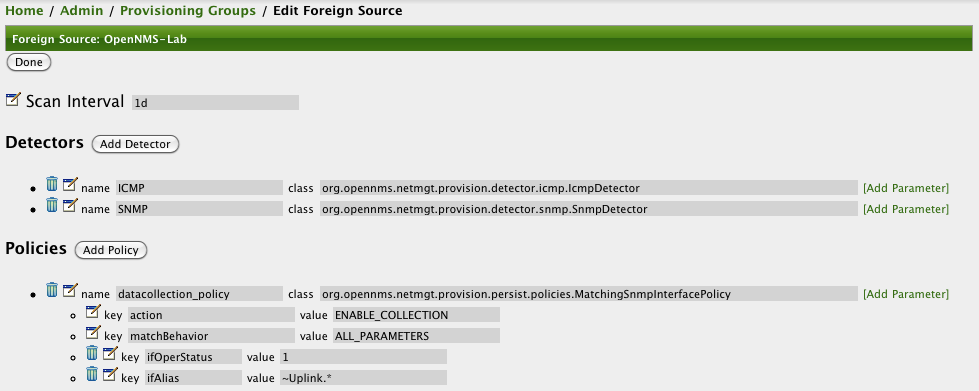 Home / Admin / Provisioning Groups / Edit Foreign Source
Foreign Source: OpenNMS-Lab
Done
Scan Interval 1d
Detectors Add Detector
name ICMP class org.opennms.netmgt.provision.detector.icmp.IcmpDetector [Add Parameter]
name SNMP class org.opennms.netmgt.provision.detector.snmp.SnmpDetector [Add Parameter]
Policies Add Policy
name datacollection_policy class org.opennms.netmgt.provision.persist.policies.MatchingSnmpInterfacePolicy [Add Parameter]
key action value ENABLE_COLLECTION
key matchBehavior value ALL_PARAMETERS
key ifOperStatus value 1
key ifAlias value ~Uplink.*